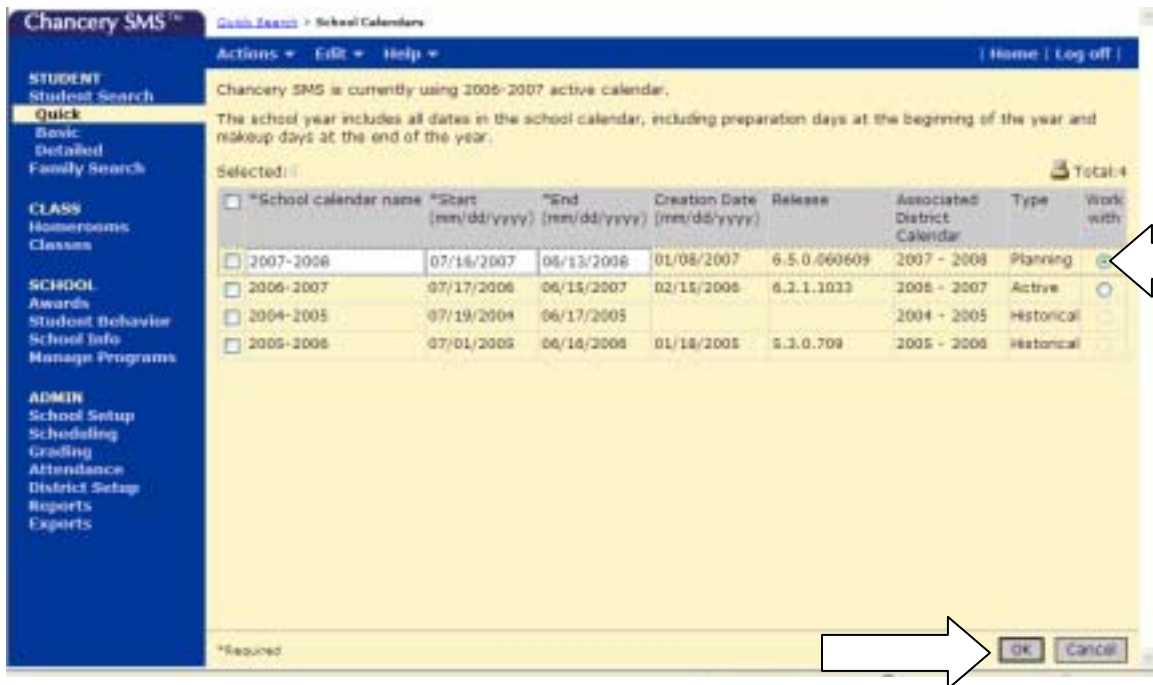 Chancery SMS™
Quick Search > School Calendars
Actions Edit Help | Home | Log off |
STUDENT
Student Search
Quick
Basic
Detailed
Family Search
CLASS
Homerooms
Classes
SCHOOL
Awards
Student Behavior
School Info
Manage Programs
ADMIN
School Setup
Scheduling
Grading
Attendance
District Setup
Reports
Exports
Chancery SMS is currently using 2006-2007 active calendar.
The school year includes all dates in the school calendar, including preparation days at the beginning of the year and
makeup days at the end of the year.
Selected: Total:4
*School calendar name *Start (mm/dd/yyyy) *End (mm/dd/yyyy) Creation Date (mm/dd/yyyy) Release Associated District Calendar Type Work with
2007-2008 07/16/2007 06/13/2008 01/08/2007 6.5.0.060609 2007 - 2008 Planning
2006-2007 07/17/2006 06/15/2007 02/15/2006 6.2.1.1033 2006 - 2007 Active
2004-2005 07/19/2004 06/17/2005 2004 - 2005 Historical
2005-2006 07/01/2005 06/16/2006 01/18/2005 5.3.0.709 2005 - 2006 Historical
*Required OK Cancel